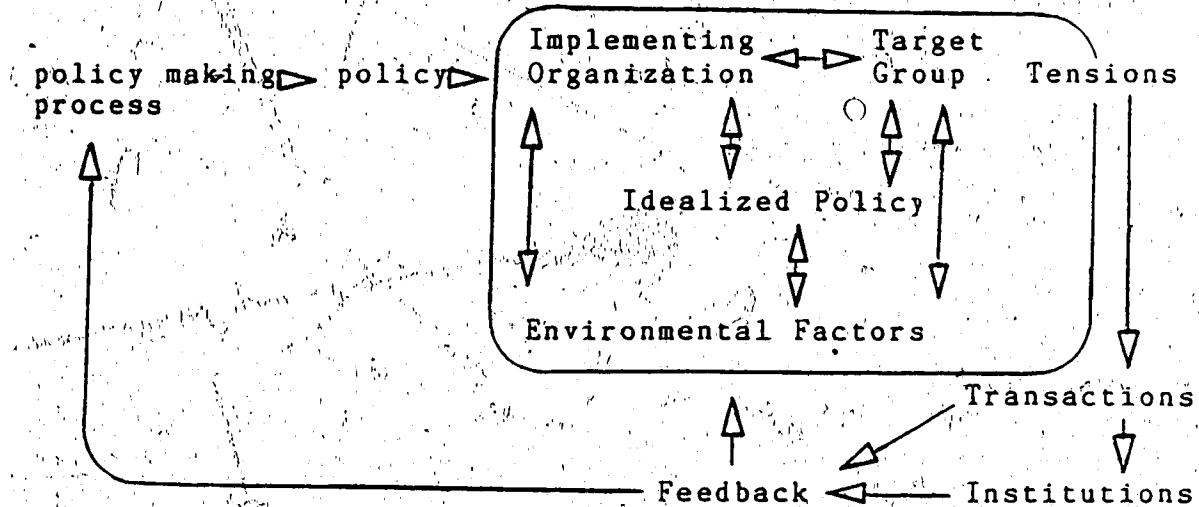 Implementing Organization
Target Group
policy making process
policy
Tensions
Idealized Policy
Environmental Factors
Transactions
Feedback
Institutions